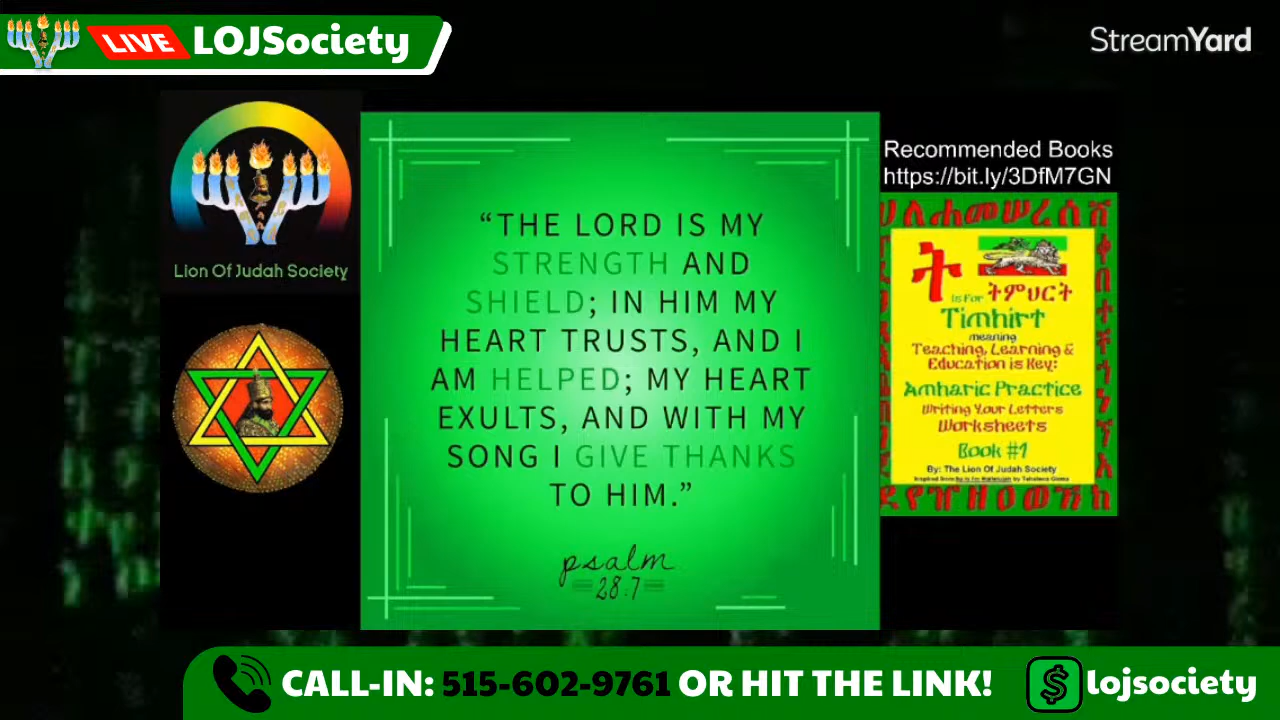 LIVE LOJSociety
StreamYard
Lion Of Judah Society
“THE LORD IS MY
STRENGTH AND
SHIELD; IN HIM MY
HEART TRUSTS, AND I
AM HELPED; MY HEART
EXULTS, AND WITH MY
SONG I GIVE THANKS
TO HIM.”
psalm
28:7
Recommended Books
https://bit.ly/3DfM7GN
ሀ ለ ሐ መ ሠ ረ ሰ ሸ
ት
is For ትምህርት
Timhirt
meaning
Teaching, Learning &
Education is Key:
Amharic Practice
Writing Your Letters
Worksheets
Book #1
By: The Lion Of Judah Society
CALL-IN: 515-602-9761 OR HIT THE LINK!
$ lojsociety